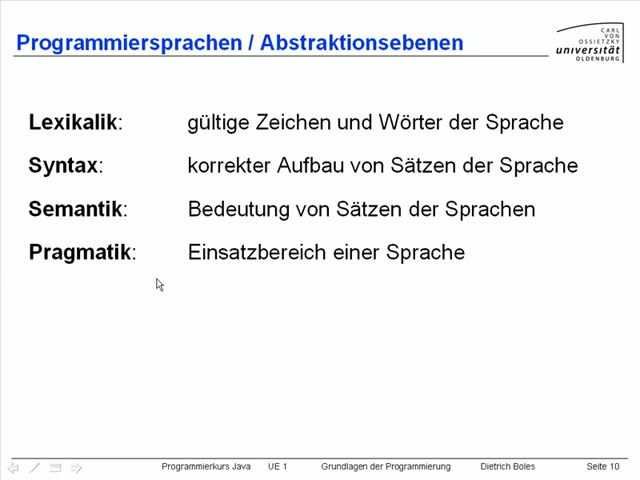 Programmiersprachen / Abstraktionsebenen
CARL
VON
OSSIETZKY
universität
OLDENBURG
Lexikalik: gültige Zeichen und Wörter der Sprache
Syntax: korrekter Aufbau von Sätzen der Sprache
Semantik: Bedeutung von Sätzen der Sprachen
Pragmatik: Einsatzbereich einer Sprache
Programmierkurs Java UE 1 Grundlagen der Programmierung Dietrich Boles Seite 10